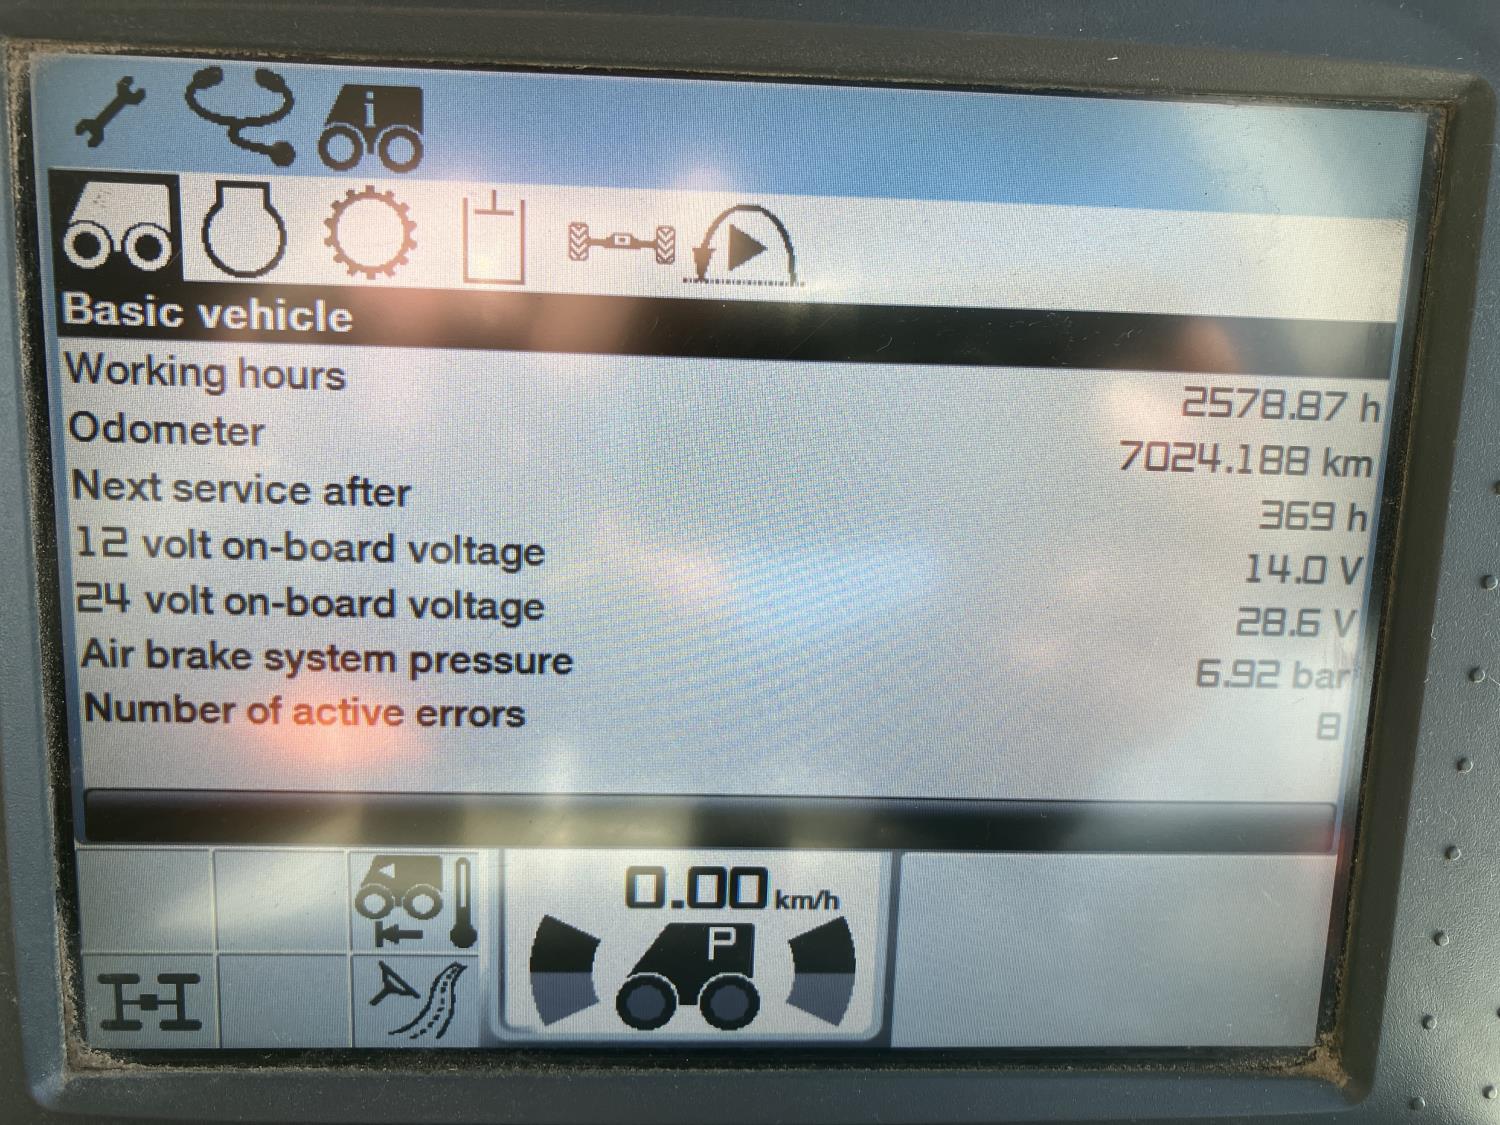 i
Basic vehicle
Working hours 2578.87 h
Odometer 7024.188 km
Next service after 369 h
12 volt on-board voltage 14.0 V
24 volt on-board voltage 28.6 V
Air brake system pressure 6.92 bar
Number of active errors 8
0.00 km/h
P